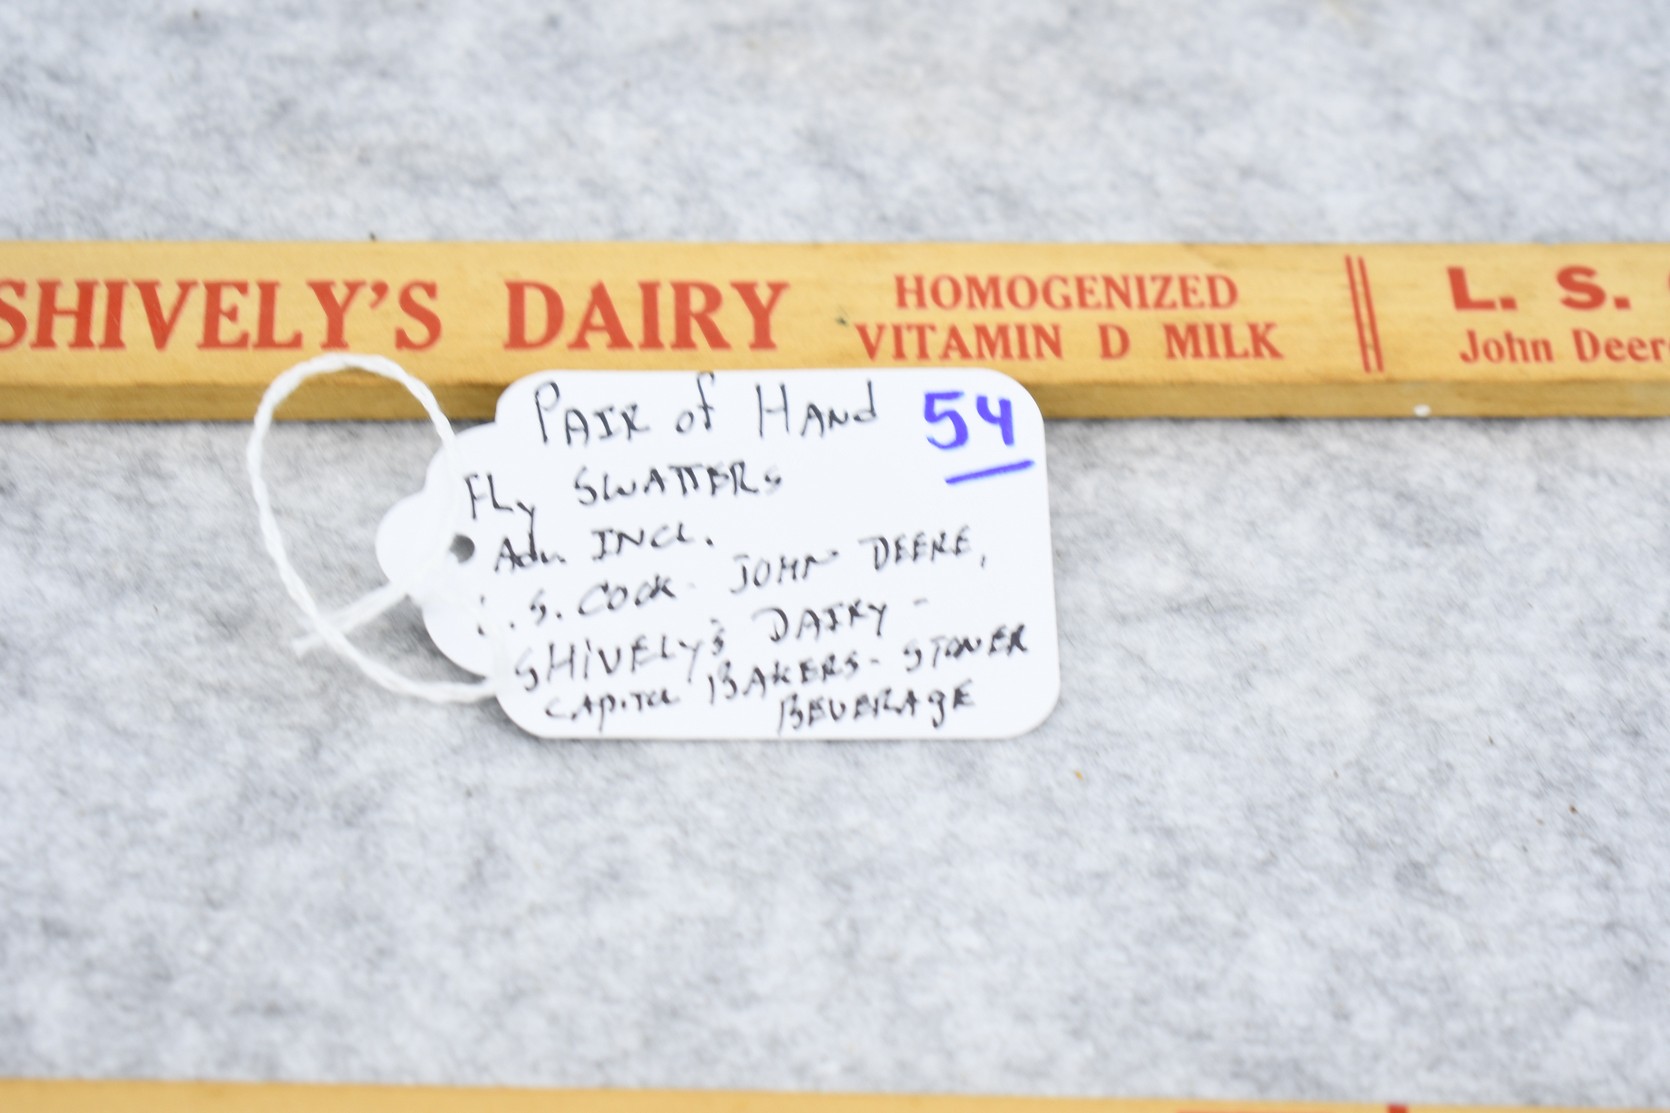 SHIVELY'S DAIRY
HOMOGENIZED
VITAMIN D MILK
L. S.
John Deere
PAIR of HAND 54
FLy SWATTERS
Adv. INCL.
L.S. COCK - JOHN DEERE,
SHIVELY'S DAIRY -
CAPITOL BAKERS - STONER
BEVERAGE